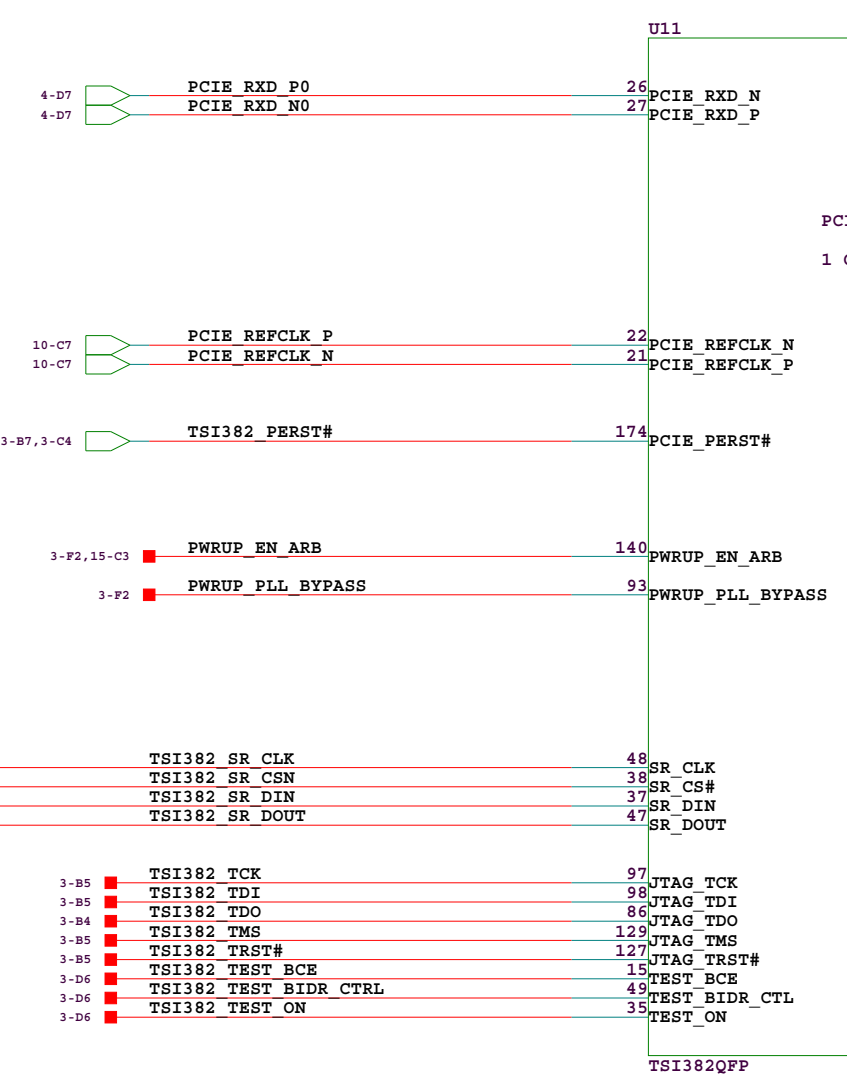 U11
4-D7 PCIE_RXD_P0 26 PCIE_RXD_N
4-D7 PCIE_RXD_N0 27 PCIE_RXD_P
PCI
1
10-C7 PCIE_REFCLK_P 22 PCIE_REFCLK_N
10-C7 PCIE_REFCLK_N 21 PCIE_REFCLK_P
3-B7,3-C4 TSI382_PERST# 174 PCIE_PERST#
3-F2,15-C3 PWRUP_EN_ARB 140 PWRUP_EN_ARB
3-F2 PWRUP_PLL_BYPASS 93 PWRUP_PLL_BYPASS
TSI382_SR_CLK 48 SR_CLK
TSI382_SR_CSN 38 SR_CS#
TSI382_SR_DIN 37 SR_DIN
TSI382_SR_DOUT 47 SR_DOUT
3-B5 TSI382_TCK 97 JTAG_TCK
3-B5 TSI382_TDI 98 JTAG_TDI
3-B4 TSI382_TDO 86 JTAG_TDO
3-B5 TSI382_TMS 129 JTAG_TMS
3-B5 TSI382_TRST# 127 JTAG_TRST#
3-D6 TSI382_TEST_BCE 15 TEST_BCE
3-D6 TSI382_TEST_BIDR_CTRL 49 TEST_BIDR_CTL
3-D6 TSI382_TEST_ON 35 TEST_ON
TSI382QFP